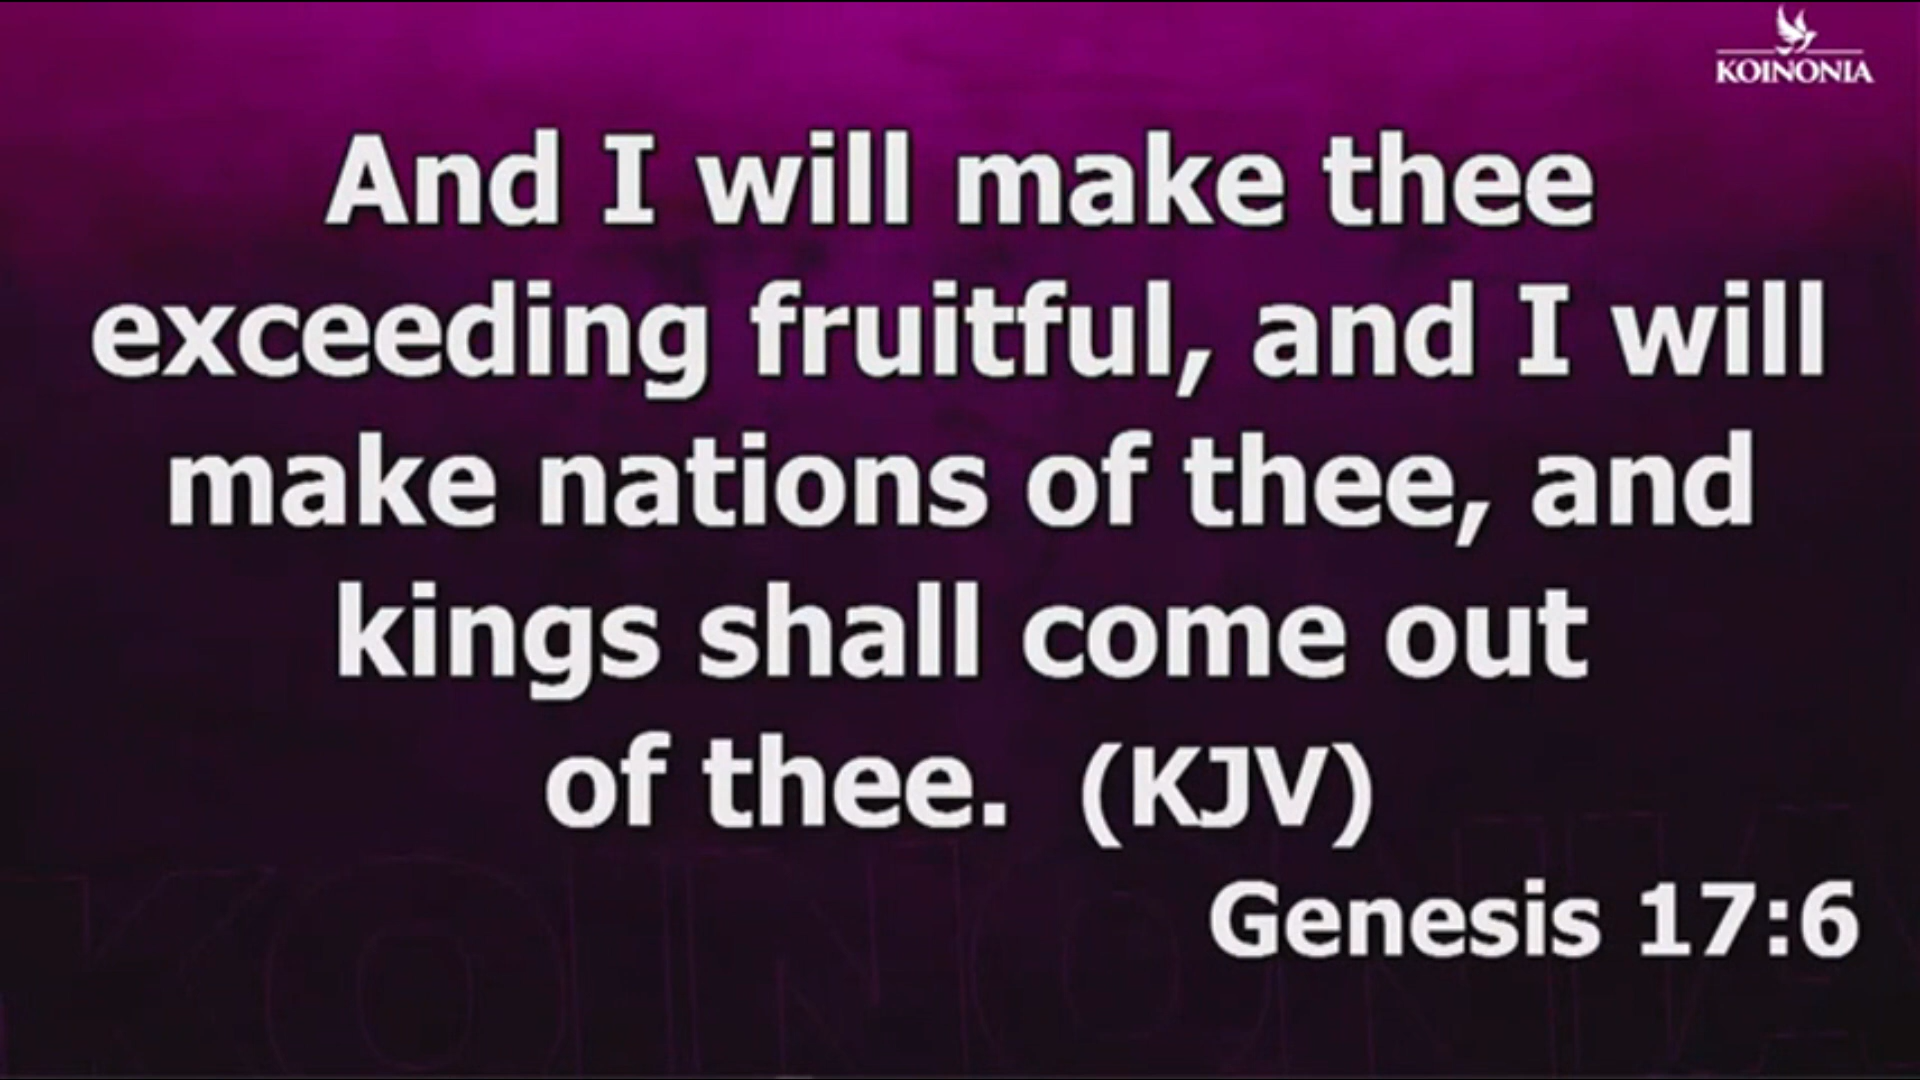 KOINONIA
And I will make thee
exceeding fruitful, and I will
make nations of thee, and
kings shall come out
of thee. (KJV)
Genesis 17:6
KOINONIA